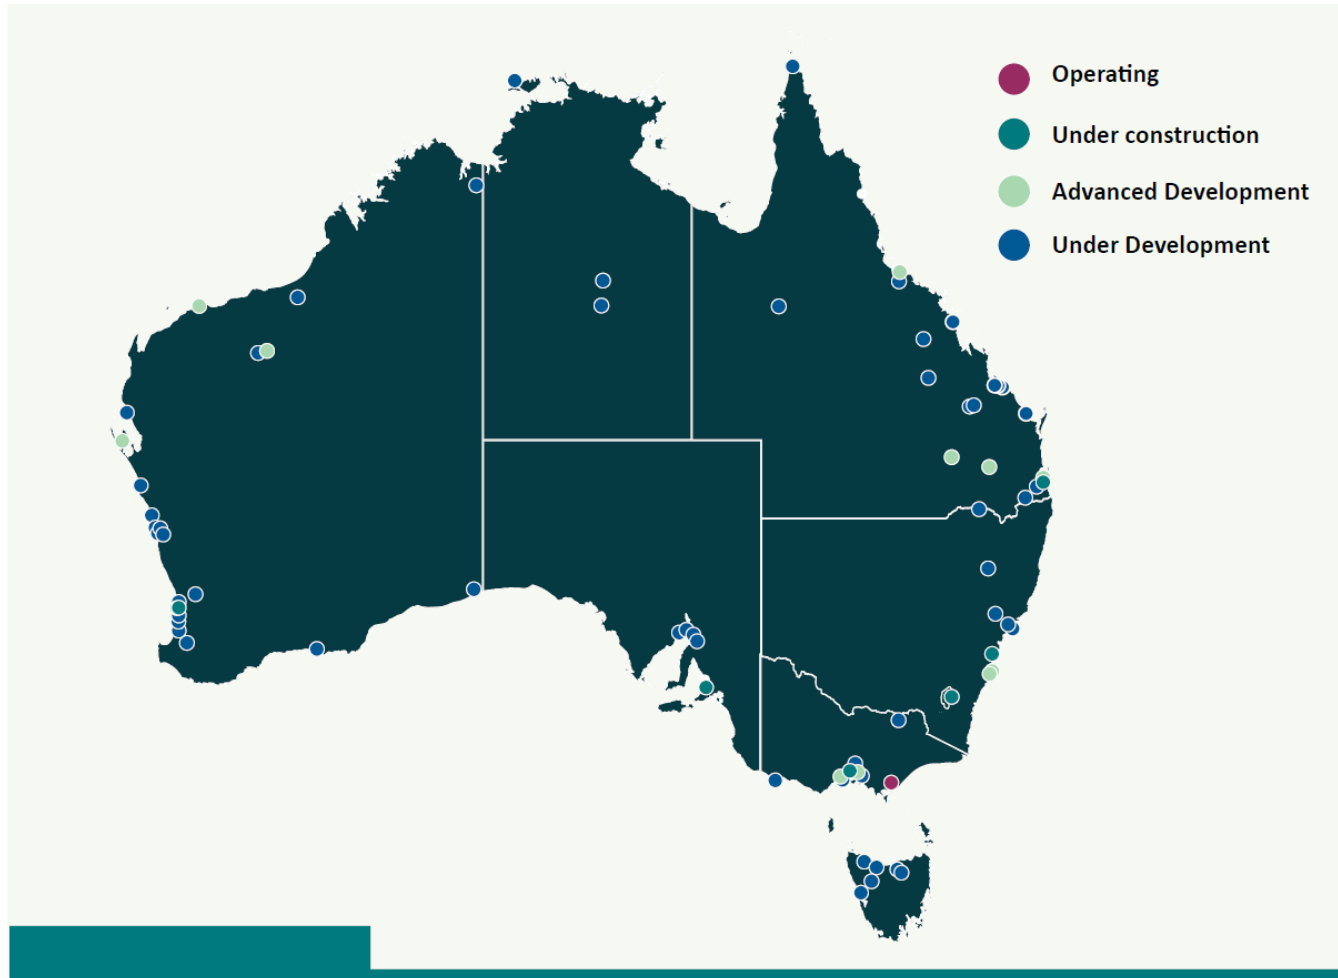 Operating
Under construction
Advanced Development
Under Development